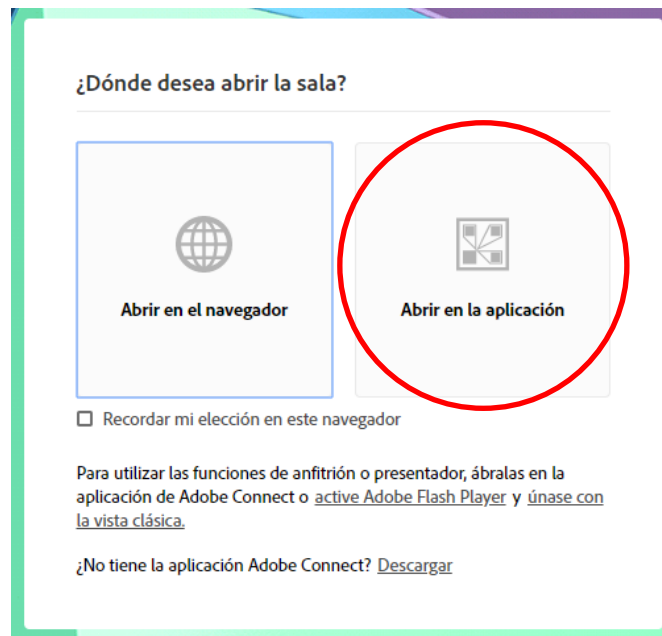 ¿Dónde desea abrir la sala?
Abrir en el navegador
Abrir en la aplicación
Recordar mi elección en este navegador
Para utilizar las funciones de anfitrión o presentador, ábralas en la
aplicación de Adobe Connect o active Adobe Flash Player y únase con
la vista clásica.
¿No tiene la aplicación Adobe Connect? Descargar